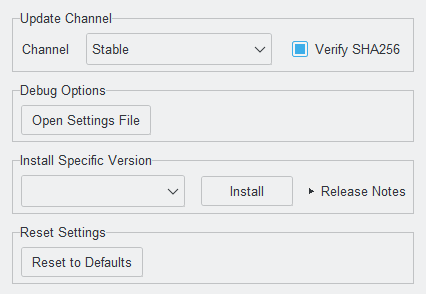 Update Channel
Channel Stable Verify SHA256
Debug Options
Open Settings File
Install Specific Version
Install Release Notes
Reset Settings
Reset to Defaults